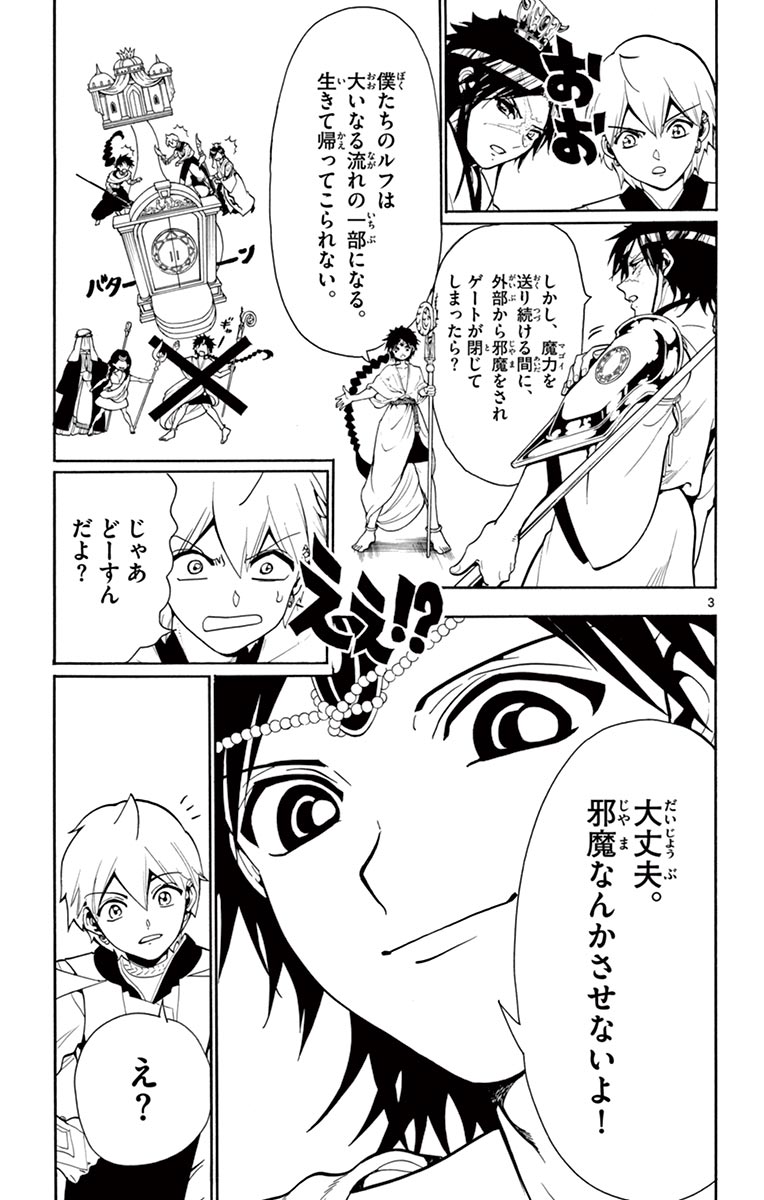 おお
しかし、魔力を
送り続ける間に、
外部から邪魔をされ
ゲートが閉じて
しまったら？
僕たちのルフは
大いなる流れの一部になる。
生きて帰ってこられない。
バターーン
3
じゃあ
どーすん
だよ？
ええ!?
大丈夫。
邪魔なんかさせないよ！
え？